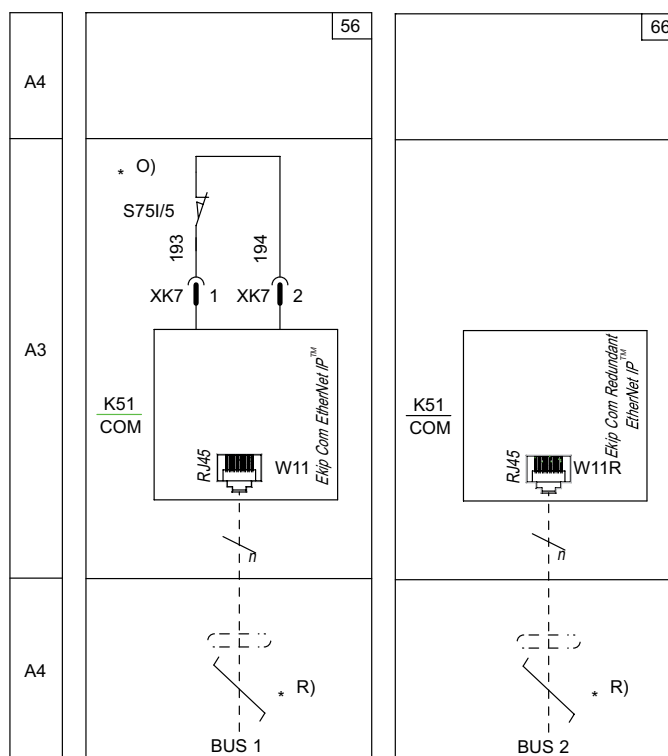 56
66
A4
* O)
S75I/5
193
194
XK7 1
XK7 2
A3
K51
COM
RJ45
W11
Ekip Com EtherNet IP™
n
K51
COM
RJ45
W11R
Ekip Com Redundant
EtherNet IP™
n
A4
* R)
BUS 1
* R)
BUS 2